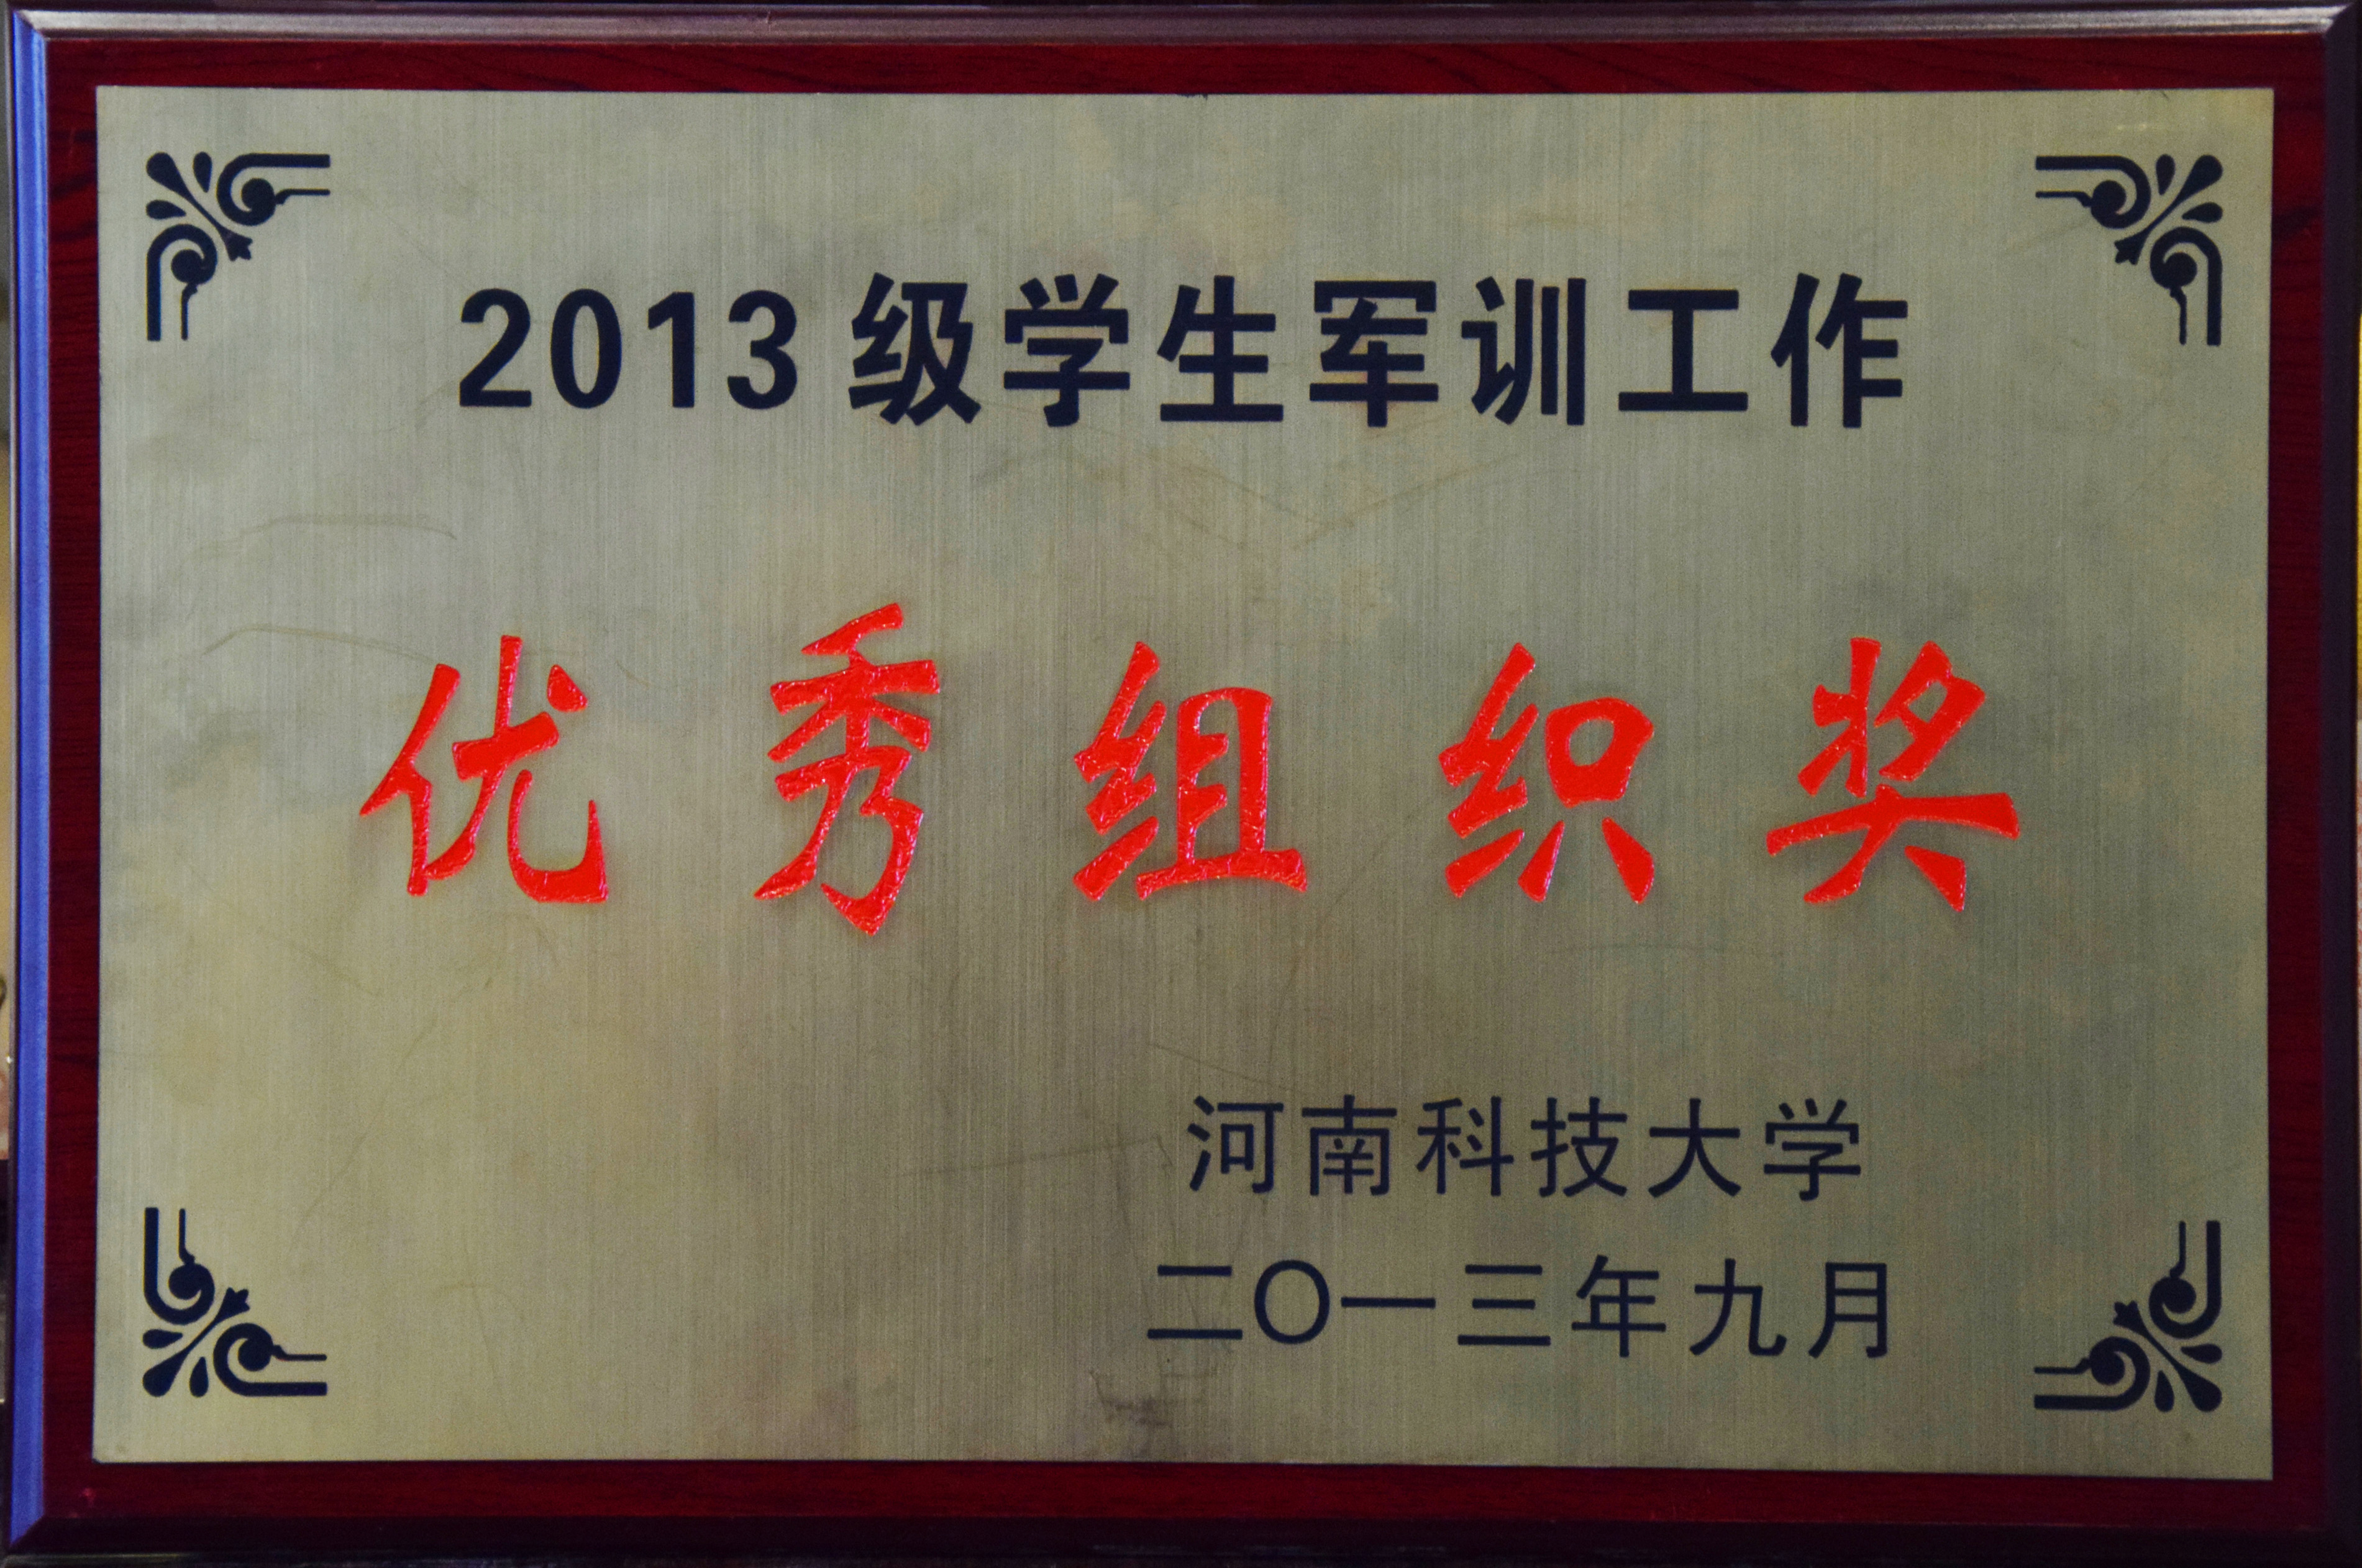 2013级学生军训工作
优秀组织奖
河南科技大学
二〇一三年九月